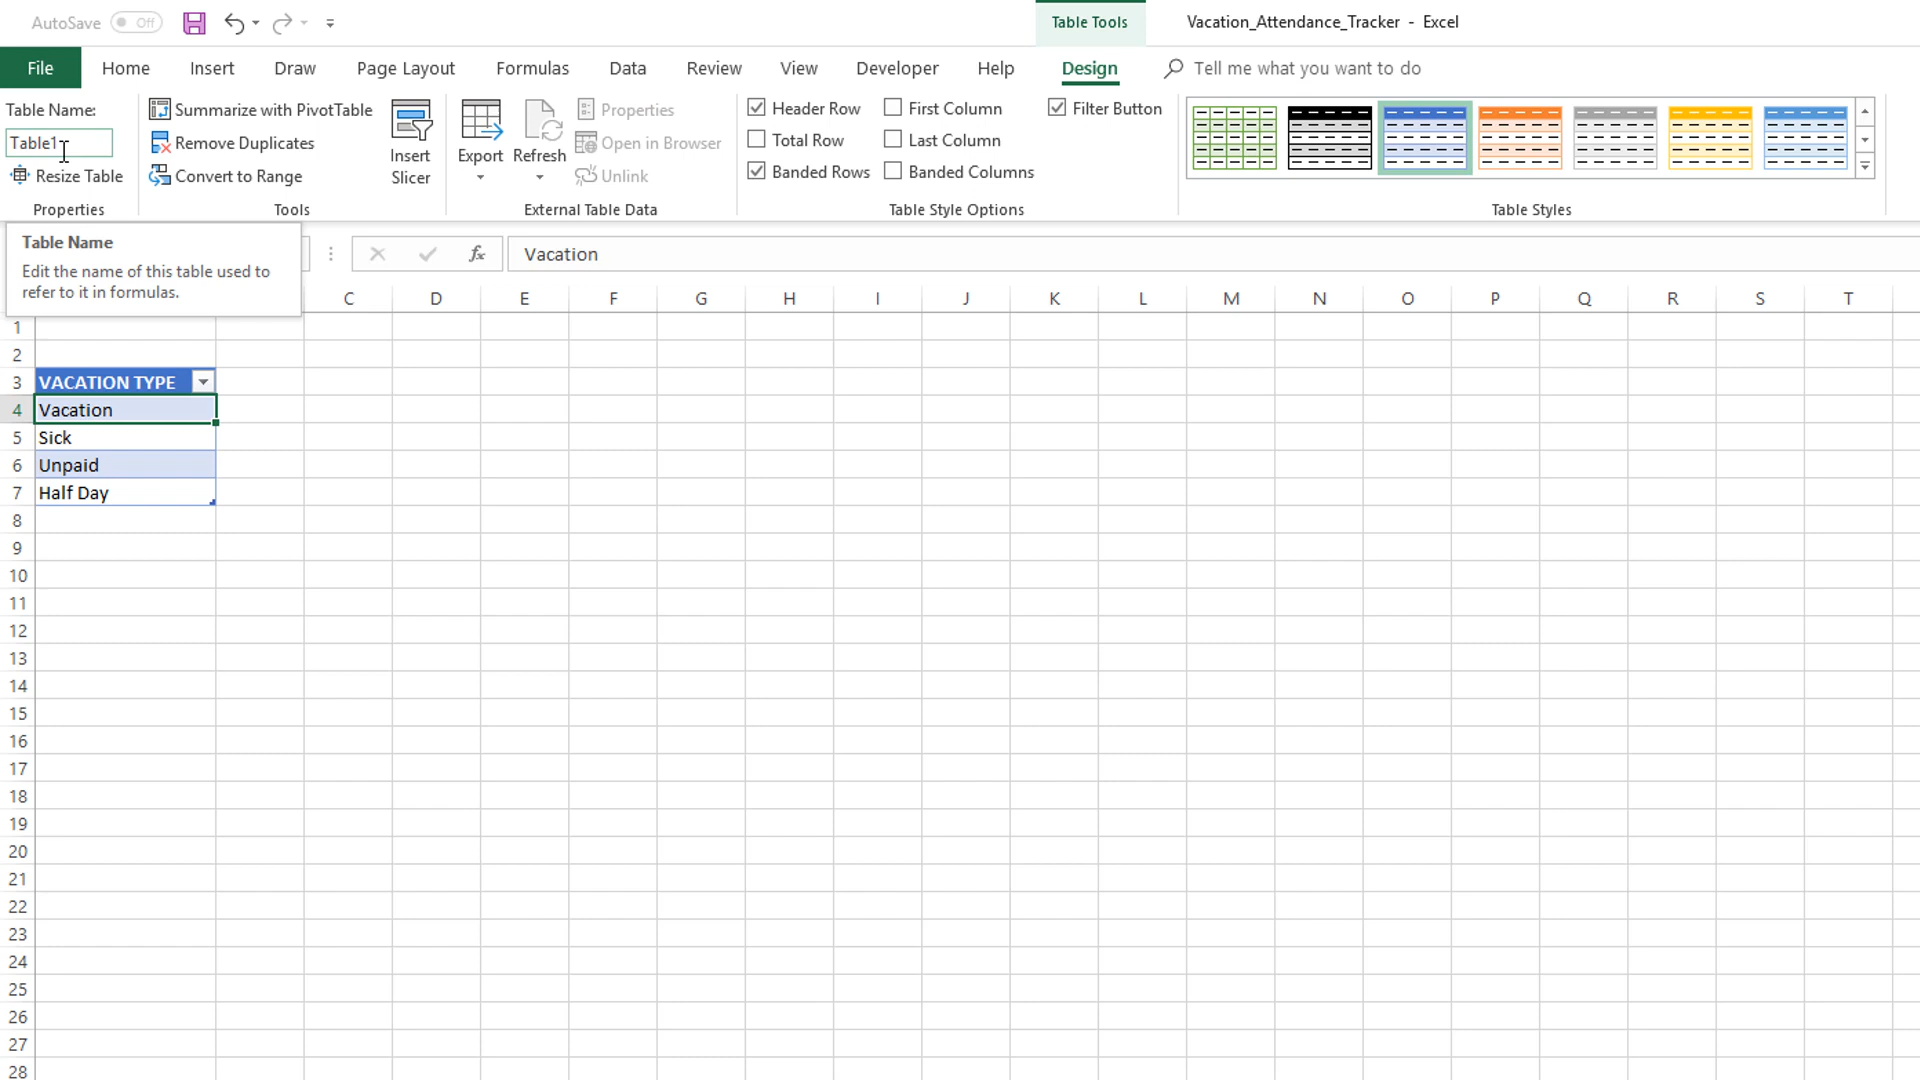 AutoSave Off Table Tools Vacation_Attendance_Tracker - Excel
File Home Insert Draw Page Layout Formulas Data Review View Developer Help Design Tell me what you want to do
Table Name:
Table1
Resize Table
Properties
Summarize with PivotTable
Remove Duplicates
Convert to Range
Tools
Insert
Slicer
Export
Refresh
Properties
Open in Browser
Unlink
External Table Data
Header Row First Column Filter Button
Total Row Last Column
Banded Rows Banded Columns
Table Style Options
Table Styles
Table Name
Edit the name of this table used to
refer to it in formulas.
fx Vacation
C D E F G H I J K L M N O P Q R S T
1
2
3 VACATION TYPE
4 Vacation
5 Sick
6 Unpaid
7 Half Day
8
9
10
11
12
13
14
15
16
17
18
19
20
21
22
23
24
25
26
27
28